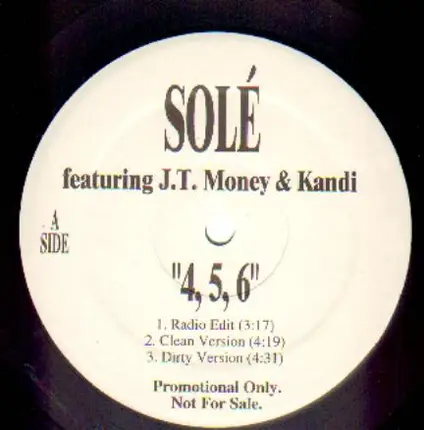 SOLÉ
featuring J.T. Money & Kandi
A
SIDE
"4, 5, 6"
1. Radio Edit (3:17)
2. Clean Version (4:19)
3. Dirty Version (4:31)
Promotional Only.
Not For Sale.